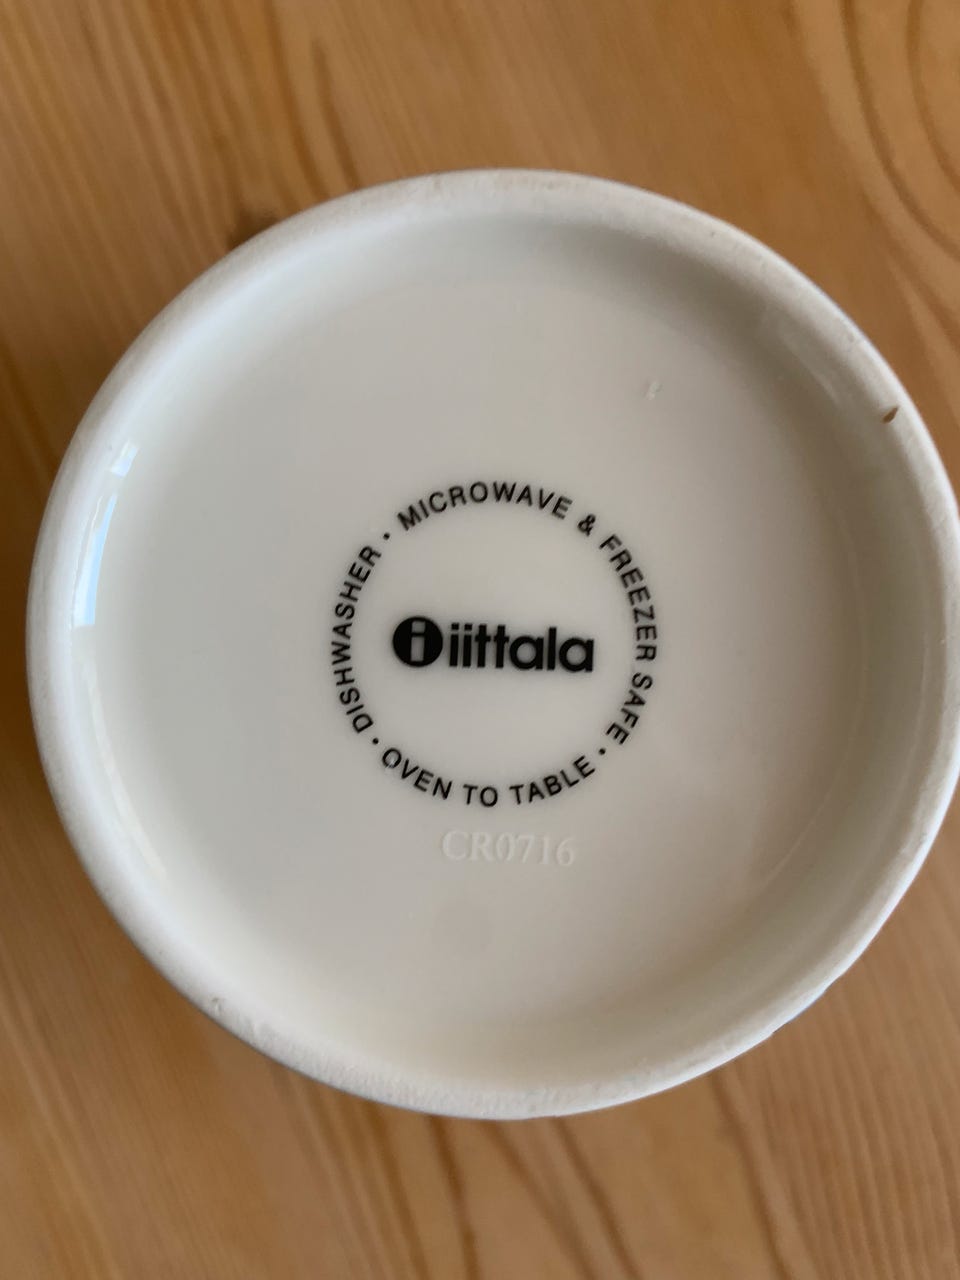 DISHWASHER · MICROWAVE & FREEZER SAFE · OVEN TO TABLE ·
i iittala
CR0716